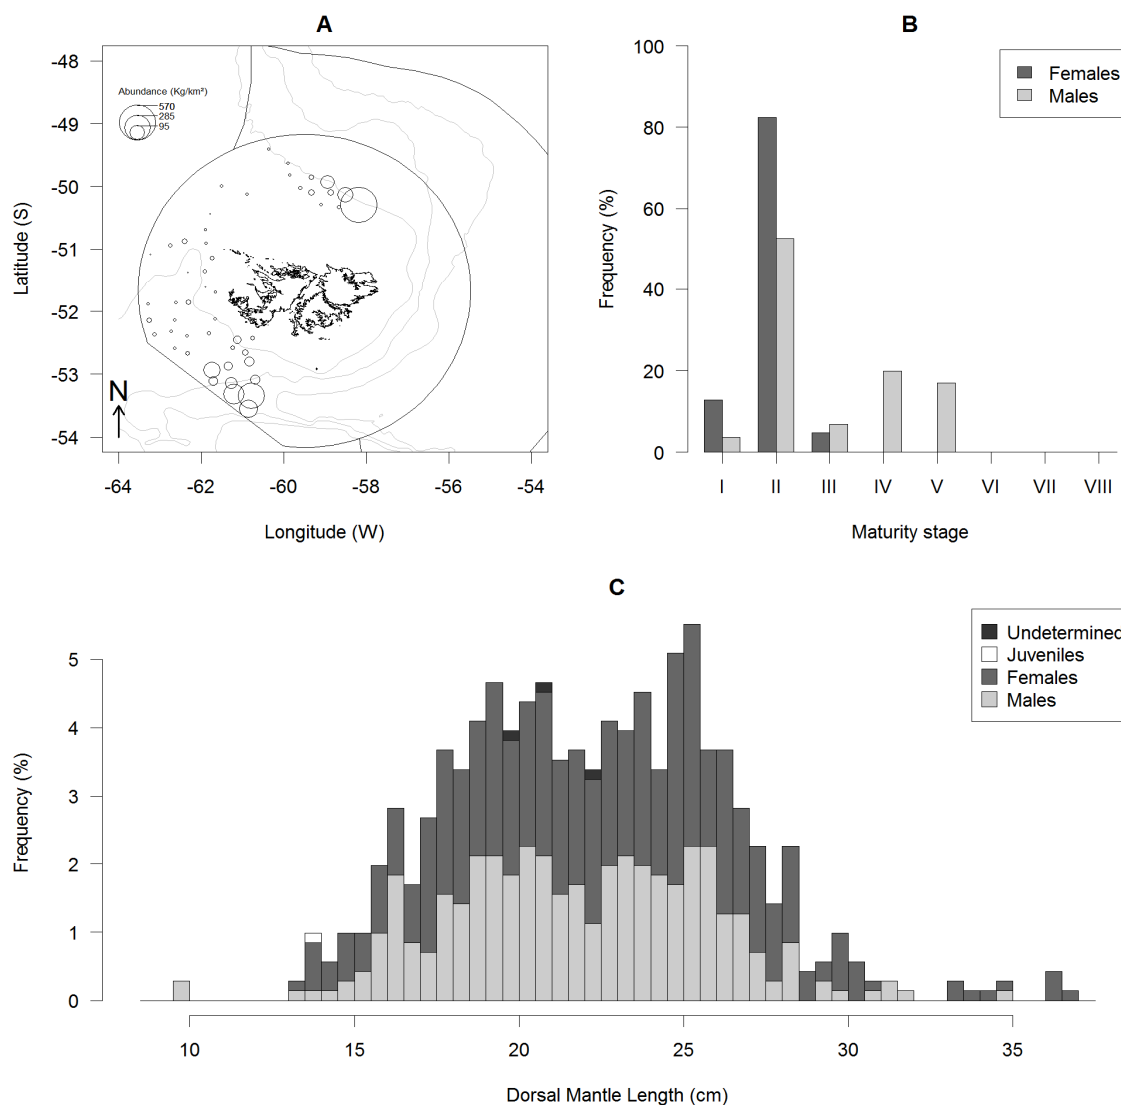 A
-48
-49
-50
-51
-52
-53
-54
Latitude (S)
Abundance (Kg/km²)
570
285
95
N
-64
-62
-60
-58
-56
-54
Longitude (W)
B
100
80
60
40
20
0
Frequency (%)
Females
Males
I
II
III
IV
V
VI
VII
VIII
Maturity stage
C
5
4
3
2
1
0
Frequency (%)
Undetermined
Juveniles
Females
Males
10
15
20
25
30
35
Dorsal Mantle Length (cm)